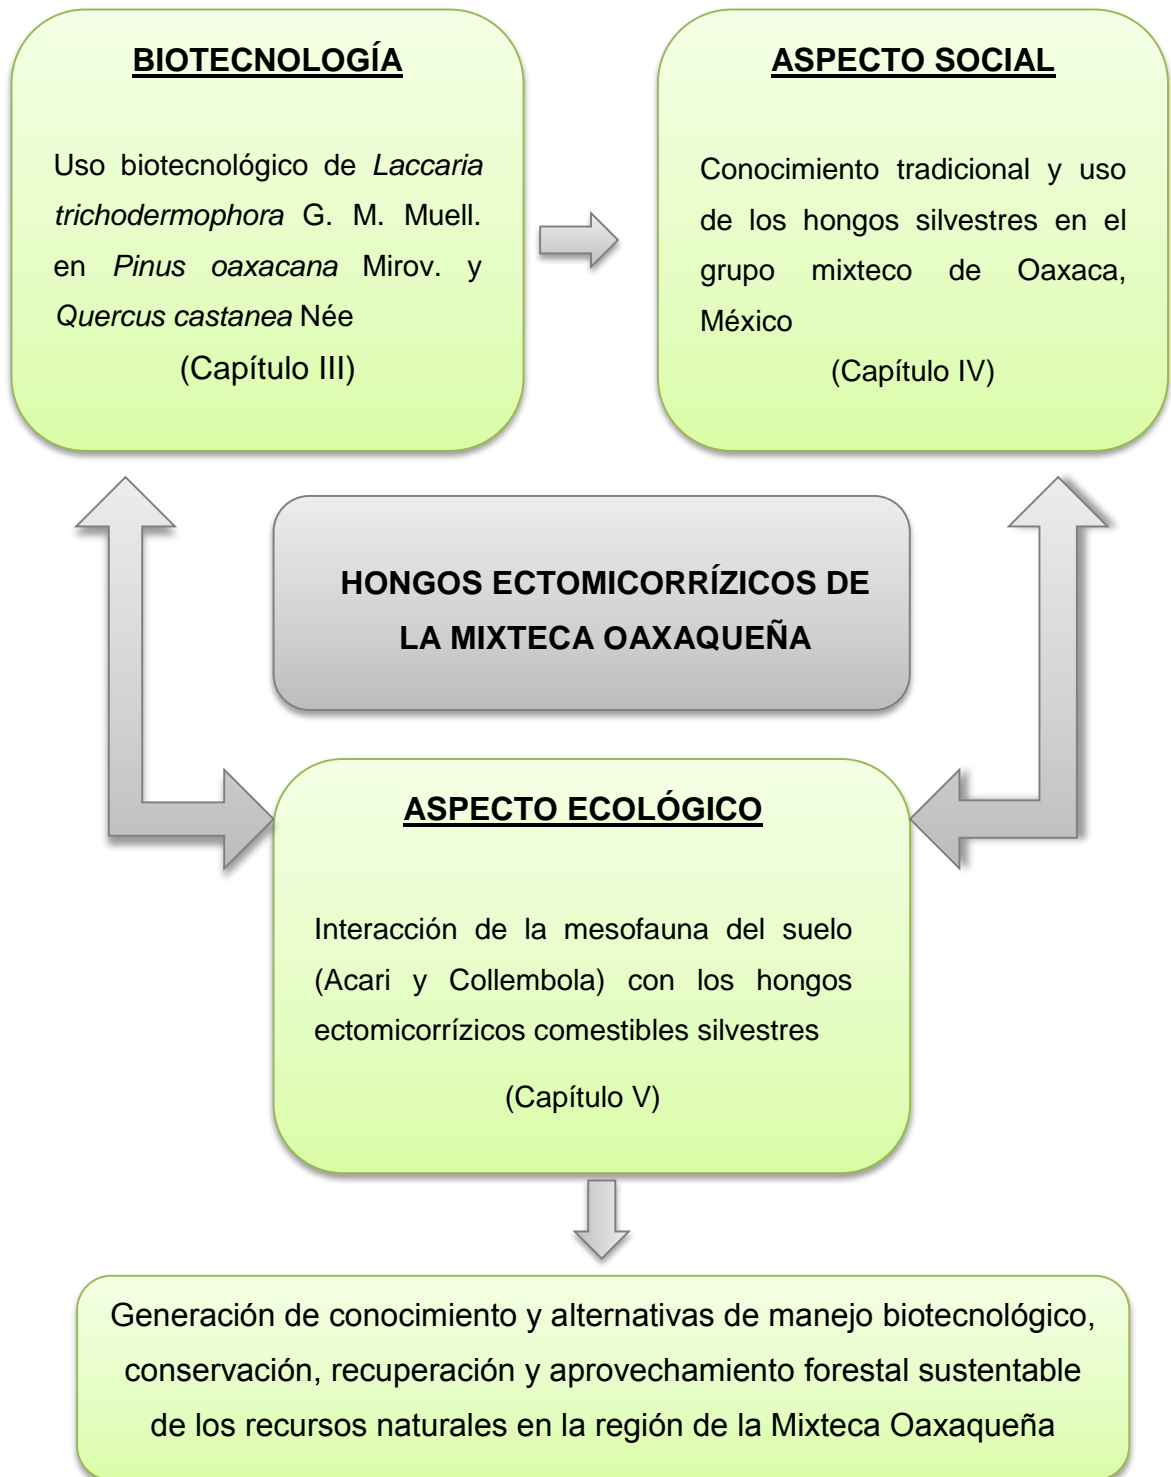 BIOTECNOLOGÍA
Uso biotecnológico de Laccaria
trichodermophora G. M. Muell.
en Pinus oaxacana Mirov. y
Quercus castanea Née
(Capítulo III)
ASPECTO SOCIAL
Conocimiento tradicional y uso
de los hongos silvestres en el
grupo mixteco de Oaxaca,
México
(Capítulo IV)
HONGOS ECTOMICORRÍZICOS DE
LA MIXTECA OAXAQUEÑA
ASPECTO ECOLÓGICO
Interacción de la mesofauna del suelo
(Acari y Collembola) con los hongos
ectomicorrízicos comestibles silvestres
(Capítulo V)
Generación de conocimiento y alternativas de manejo biotecnológico,
conservación, recuperación y aprovechamiento forestal sustentable
de los recursos naturales en la región de la Mixteca Oaxaqueña